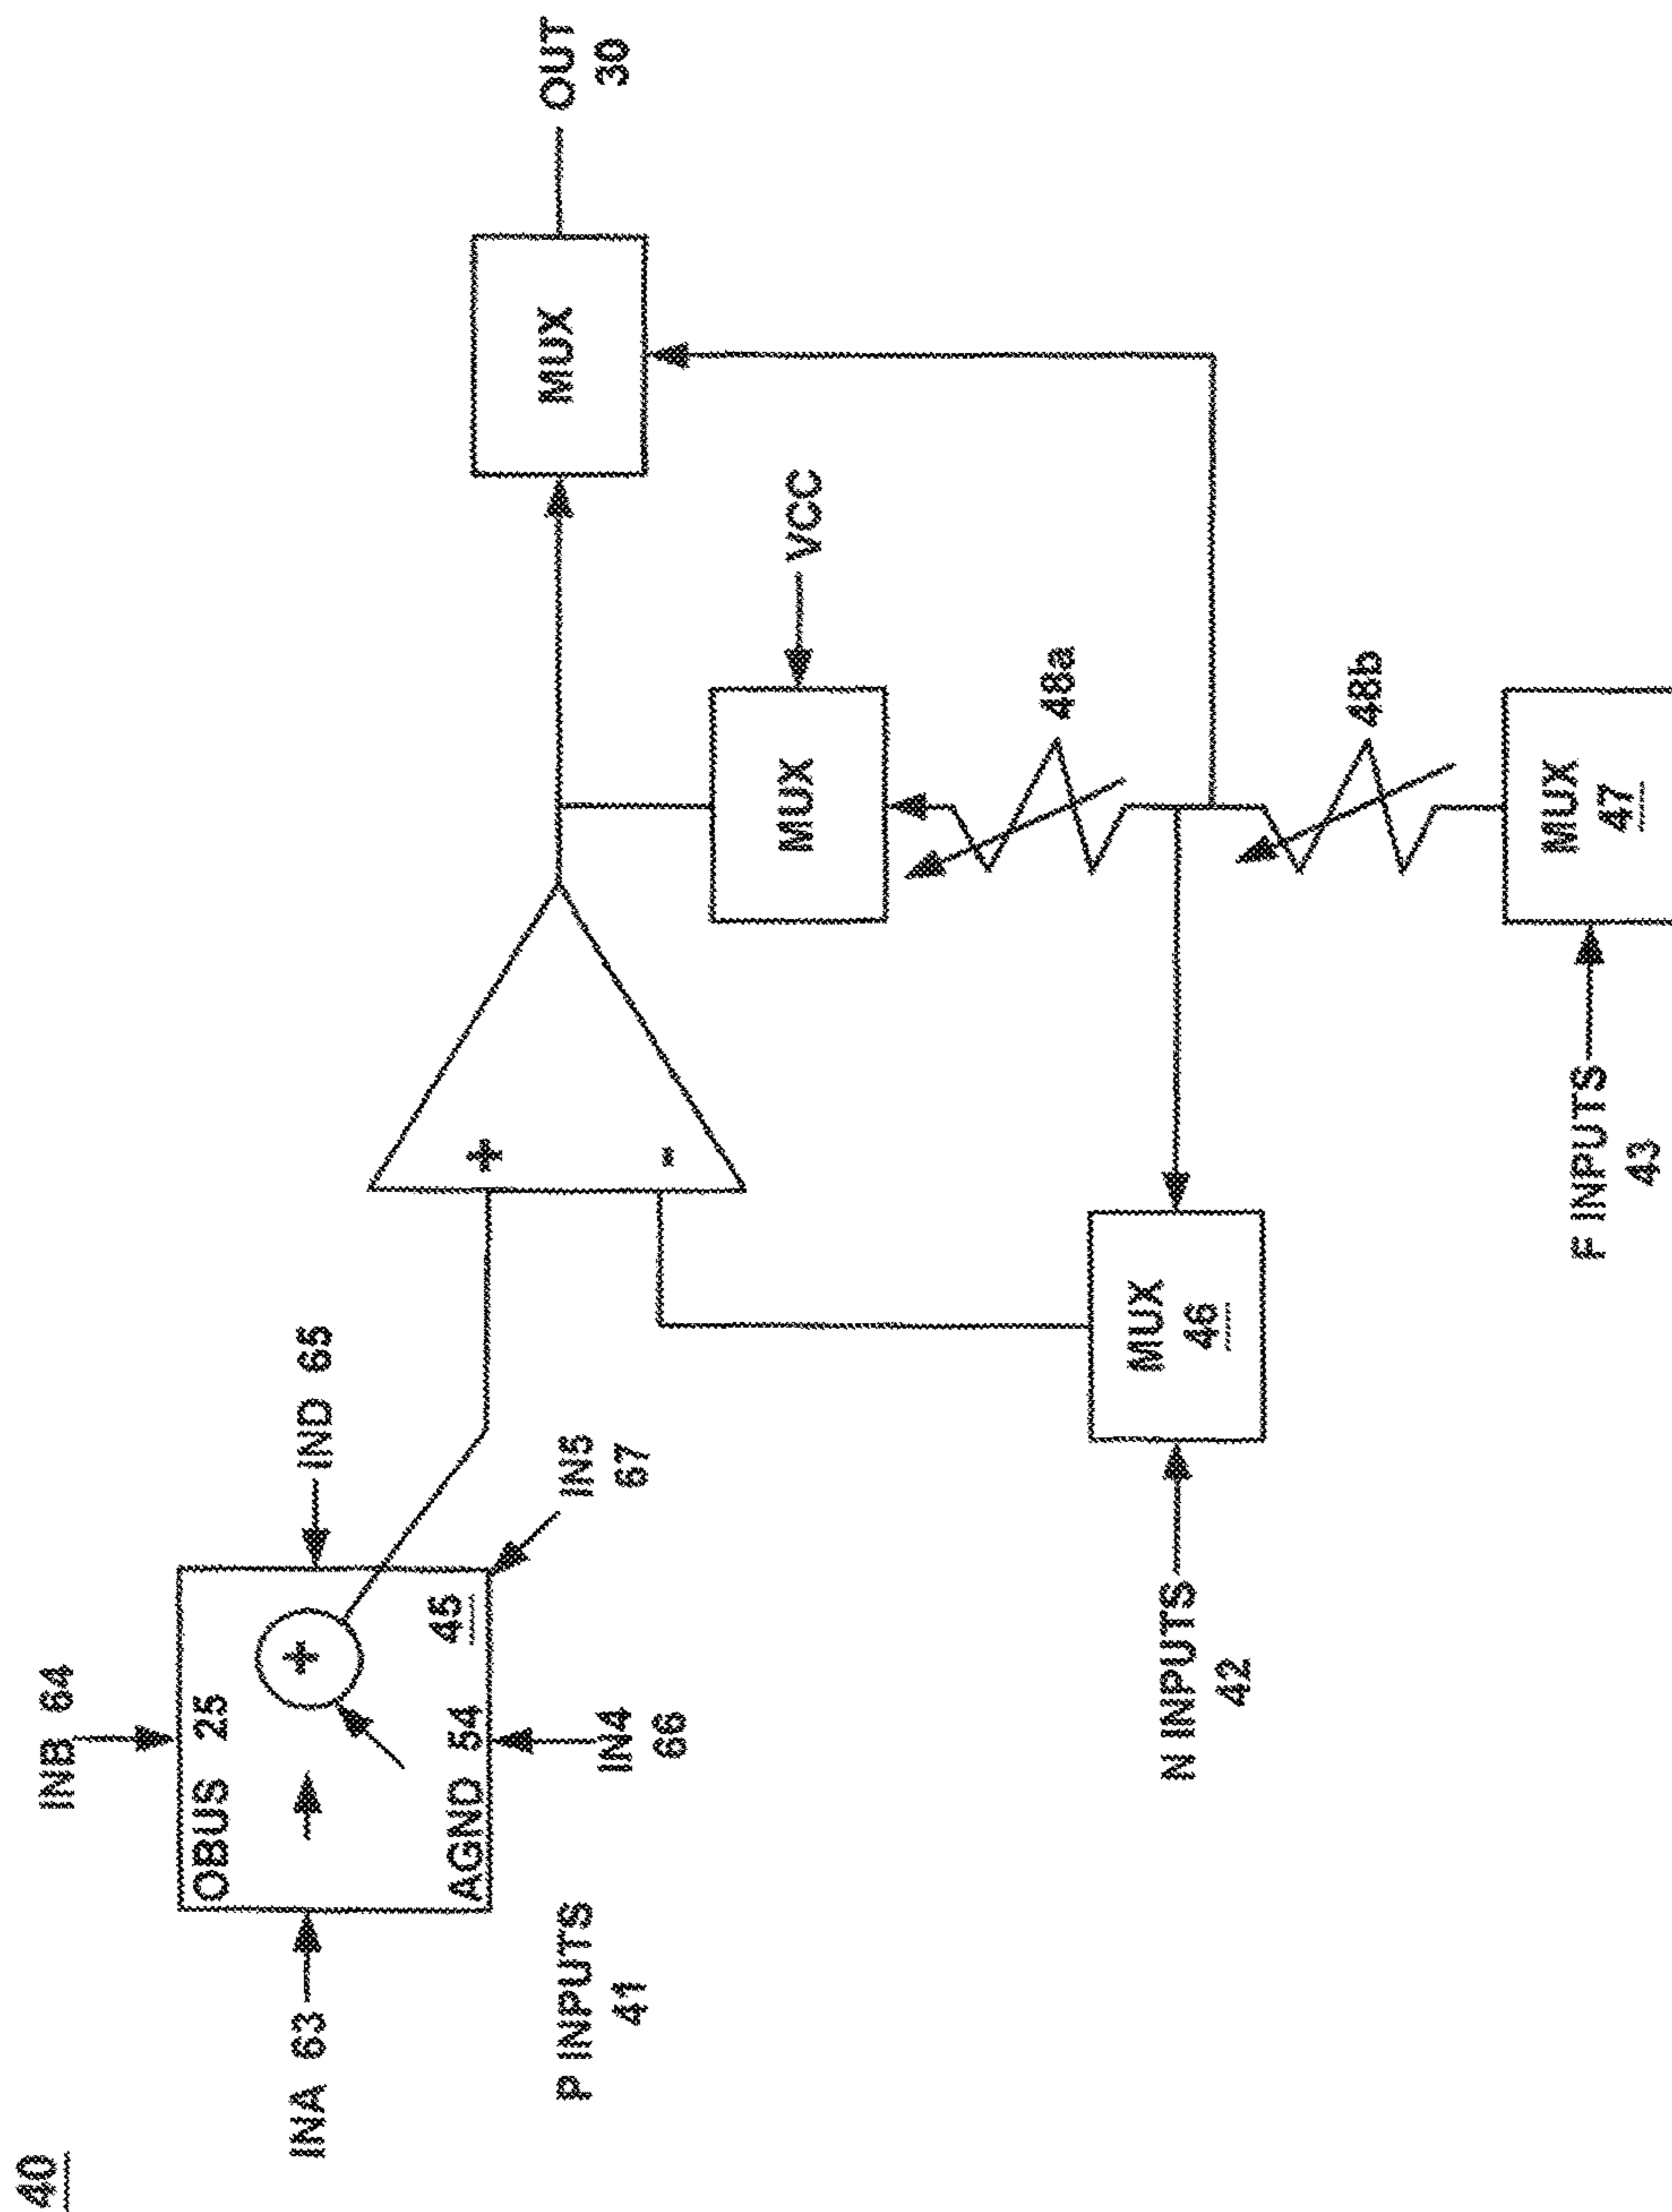 40
INB 64
INA 63
OBUS 25
+
AGND 54
45
IND 65
IN5
67
IN4
66
P INPUTS
41
+
-
MUX
OUT
30
MUX
VCC
48a
48b
N INPUTS
42
MUX
46
F INPUTS
43
MUX
47